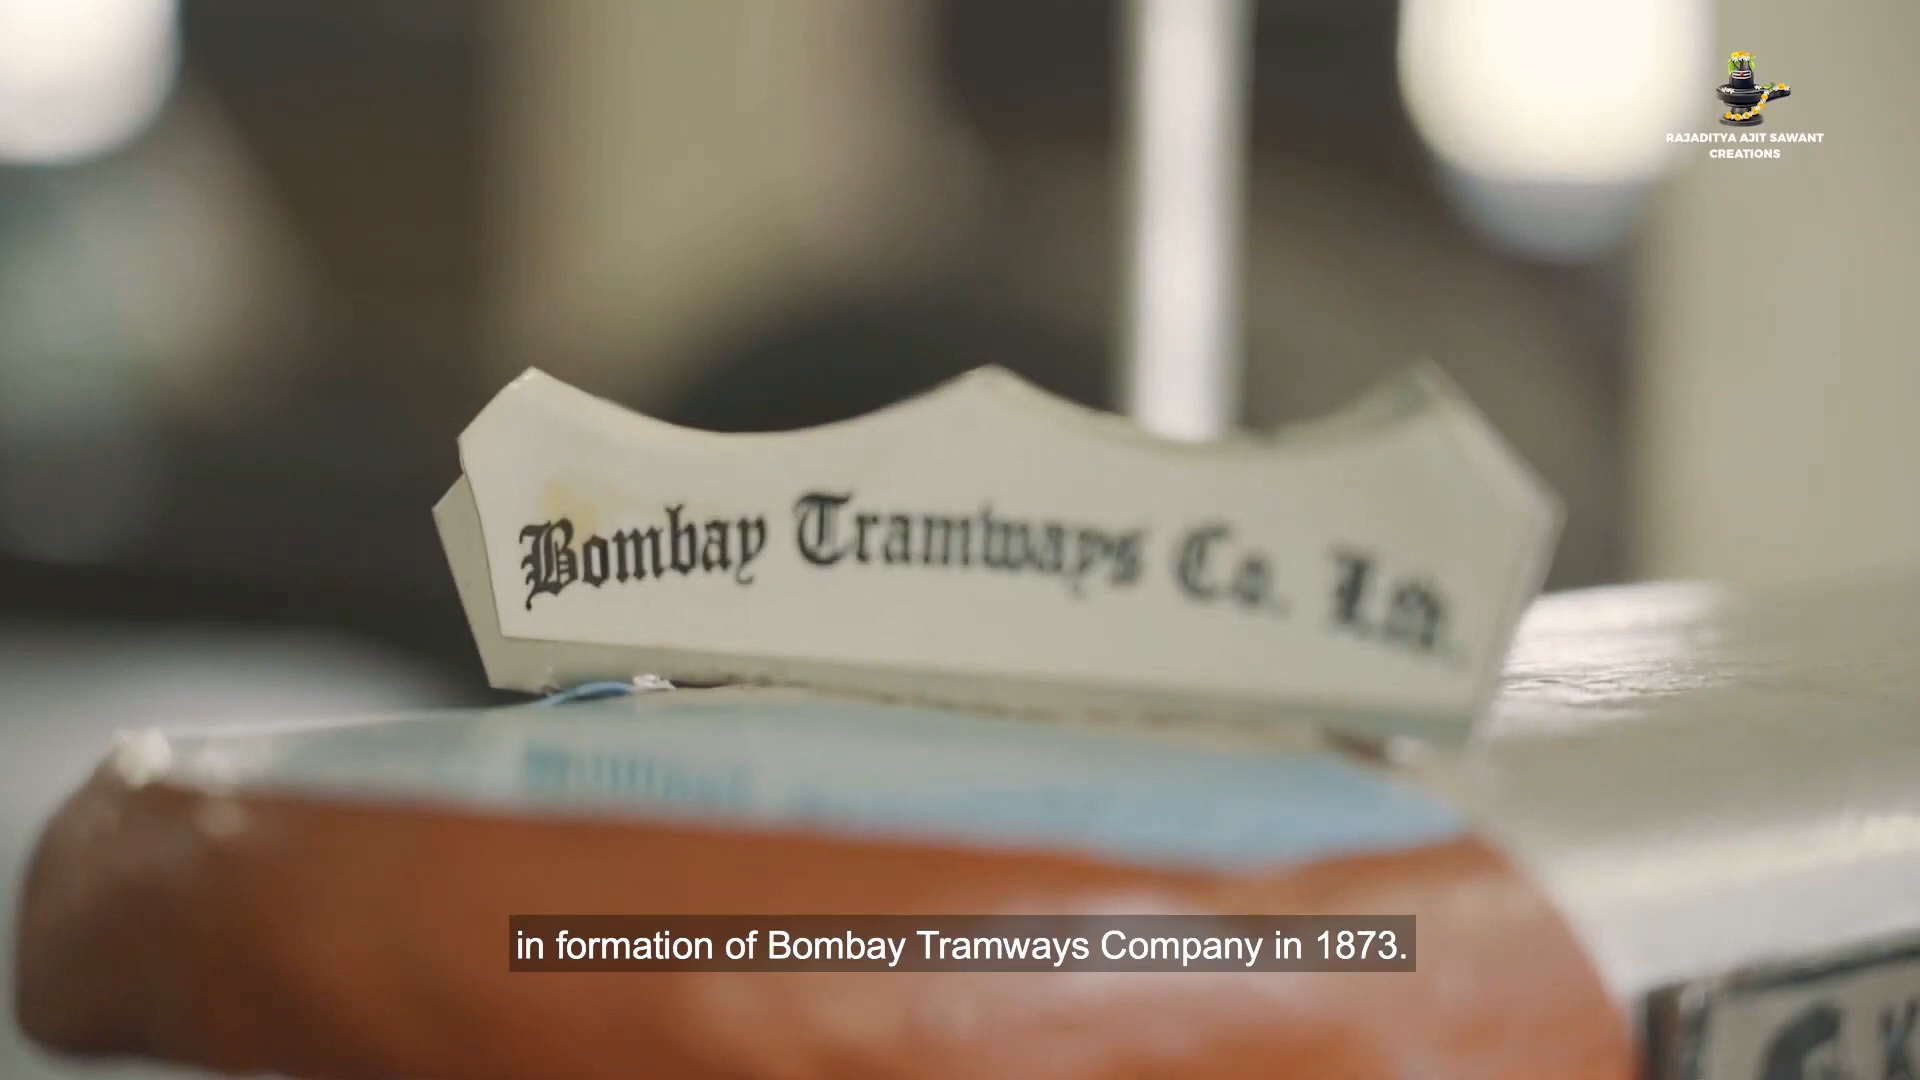 RAJADITYA AJIT SAWANT
CREATIONS
Bombay Tramways Co. Ltd.
in formation of Bombay Tramways Company in 1873.